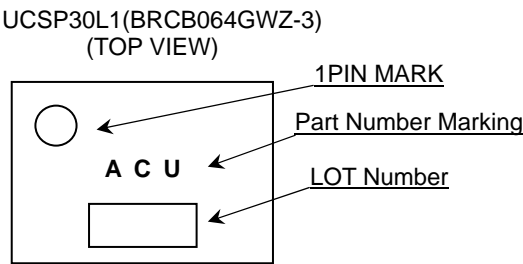 UCSP30L1(BRCB064GWZ-3)
(TOP VIEW)
1PIN MARK
Part Number Marking
A C U
LOT Number